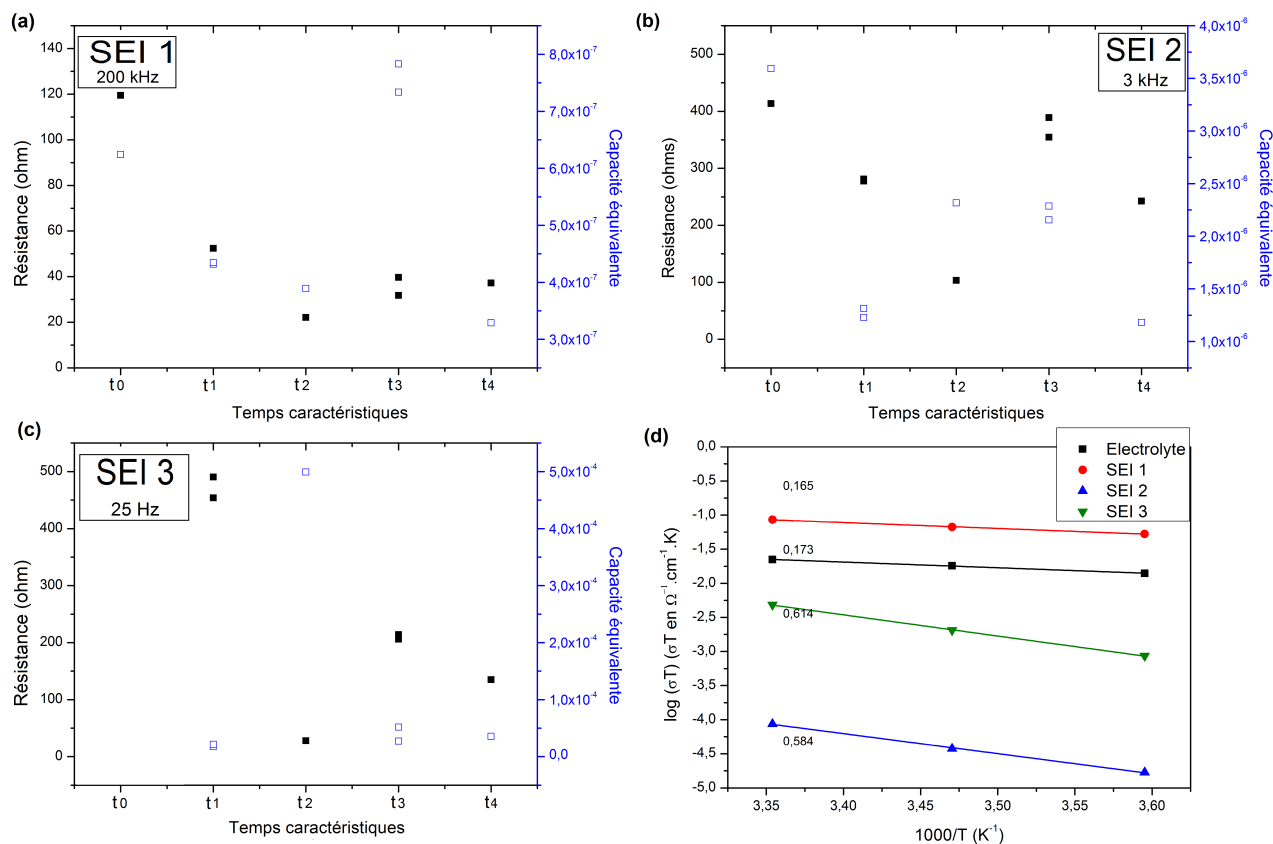 (a)
SEI 1
200 kHz
Résistance (ohm)
140
120
100
80
60
40
20
0
8,0x10⁻⁷
7,0x10⁻⁷
6,0x10⁻⁷
5,0x10⁻⁷
4,0x10⁻⁷
3,0x10⁻⁷
Capacité équivalente
t0 t1 t2 t3 t4
Temps caractéristiques
(b)
SEI 2
3 kHz
Resistance (ohms)
500
400
300
200
100
0
4,0x10⁻⁶
3,5x10⁻⁶
3,0x10⁻⁶
2,5x10⁻⁶
2,0x10⁻⁶
1,5x10⁻⁶
1,0x10⁻⁶
Capacité équivalente
t0 t1 t2 t3 t4
Temps caractéristiques
(c)
SEI 3
25 Hz
Résistance (ohm)
500
400
300
200
100
0
5,0x10⁻⁴
4,0x10⁻⁴
3,0x10⁻⁴
2,0x10⁻⁴
1,0x10⁻⁴
0,0
Capacité équivalente
t0 t1 t2 t3 t4
Temps caractéristiques
(d)
Electrolyte
SEI 1
SEI 2
SEI 3
log (σT) (σT en Ω⁻¹.cm⁻¹.K)
0,0
-0,5
-1,0
-1,5
-2,0
-2,5
-3,0
-3,5
-4,0
-4,5
-5,0
0,165
0,173
0,614
0,584
3,35 3,40 3,45 3,50 3,55 3,60
1000/T (K⁻¹)